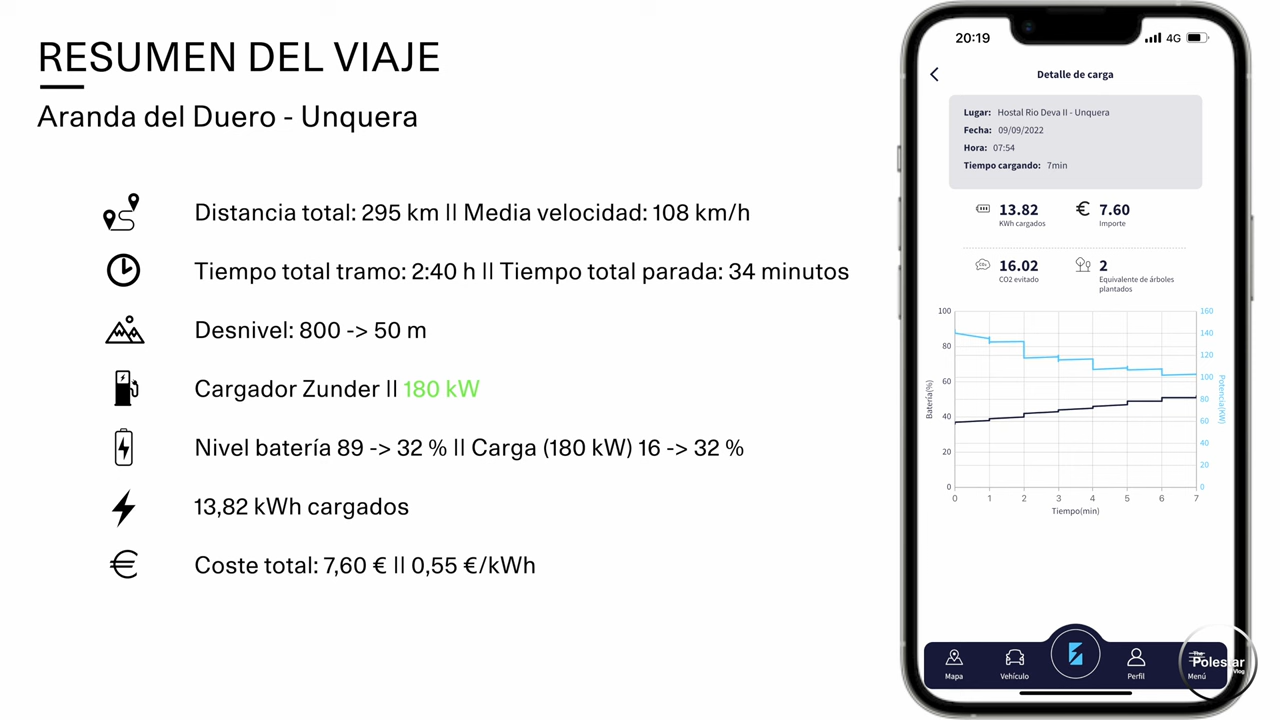 RESUMEN DEL VIAJE
Aranda del Duero - Unquera
Distancia total: 295 km || Media velocidad: 108 km/h
Tiempo total tramo: 2:40 h || Tiempo total parada: 34 minutos
Desnivel: 800 -> 50 m
Cargador Zunder || 180 kW
Nivel batería 89 -> 32 % || Carga (180 kW) 16 -> 32 %
13,82 kWh cargados
Coste total: 7,60 € || 0,55 €/kWh
20:19 4G
Detalle de carga
Lugar: Hostal Rio Deva II - Unquera
Fecha: 09/09/2022
Hora: 07:54
Tiempo cargando: 7min
13.82 € 7.60
KWh cargados Importe
CO2 16.02 2
CO2 evitado Equivalente de árboles
plantados
100 160
140
80
120
60 100
80
40
60
20 40
20
0 0
Batería(%)
Potencia(KW)
0 1 2 3 4 5 6 7
Tiempo(min)
Mapa Vehículo Perfil Menú
The
Polestar
Vlog